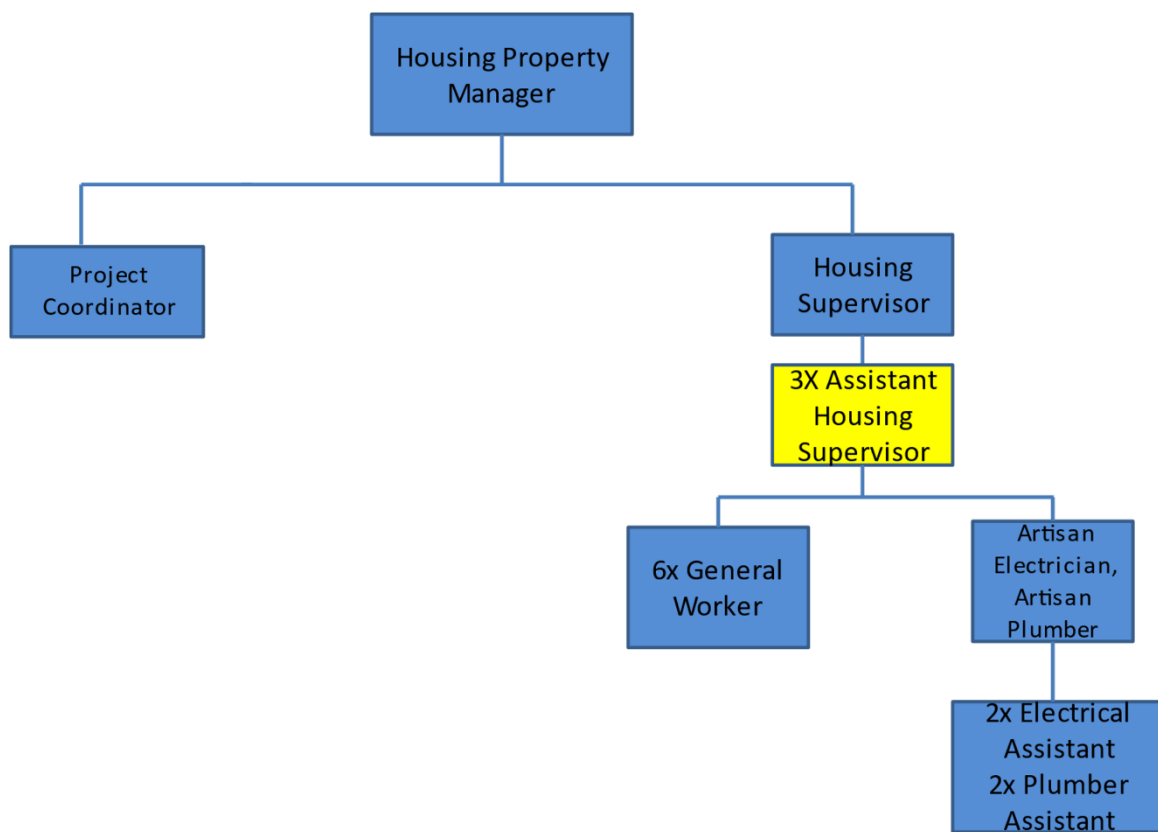 Housing Property
Manager
Project
Coordinator
Housing
Supervisor
3X Assistant
Housing
Supervisor
6x General
Worker
Artisan
Electrician,
Artisan
Plumber
2x Electrical
Assistant
2x Plumber
Assistant